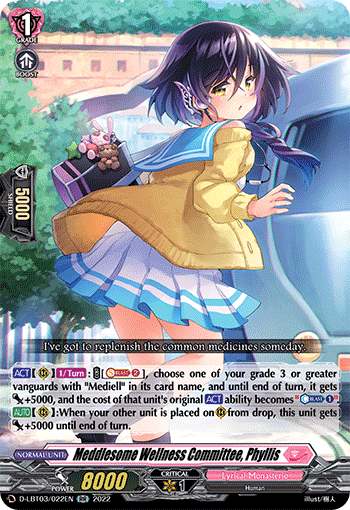 1
GRADE
BOOST
5000
SHIELD
I've got to replenish the common medicines someday.
ACT [ ] 1/Turn : [ BLAST 2 ], choose one of your grade 3 or greater
vanguards with "Mediell" in its card name, and until end of turn, it gets
+5000, and the cost of that unit's original ACT ability becomes BLAST 1
AUTO [ ]:When your other unit is placed on from drop, this unit gets
+5000 until end of turn.
NORMAL UNIT Meddlesome Wellness Committee, Phyllis
POWER 8000 CRITICAL 1 Lyrical Monasterio
Human
D-LBT03/022EN RR 2022 illust/樹人